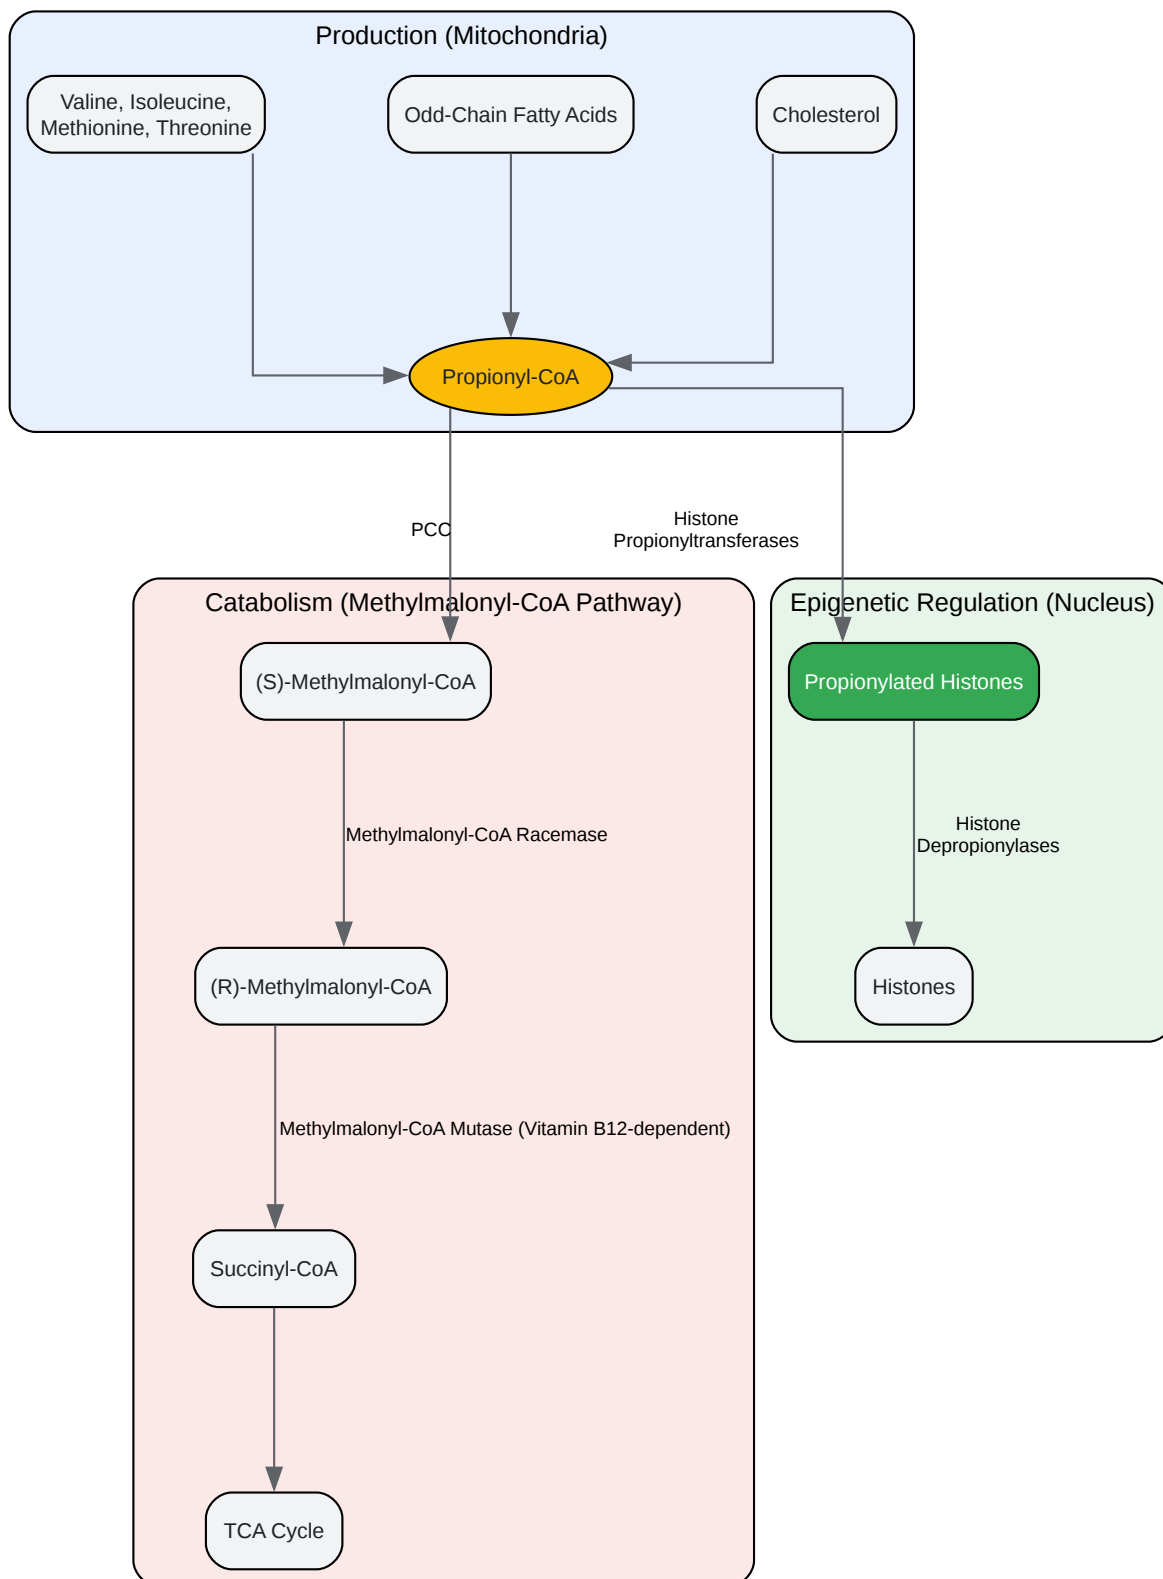 Production (Mitochondria)
Valine, Isoleucine,
Methionine, Threonine
Odd-Chain Fatty Acids
Cholesterol
Propionyl-CoA
PCC
Histone
Propionyltransferases
Catabolism (Methylmalonyl-CoA Pathway)
Epigenetic Regulation (Nucleus)
(S)-Methylmalonyl-CoA
Propionylated Histones
Methylmalonyl-CoA Racemase
Histone
Depropionylases
(R)-Methylmalonyl-CoA
Histones
Methylmalonyl-CoA Mutase (Vitamin B12-dependent)
Succinyl-CoA
TCA Cycle